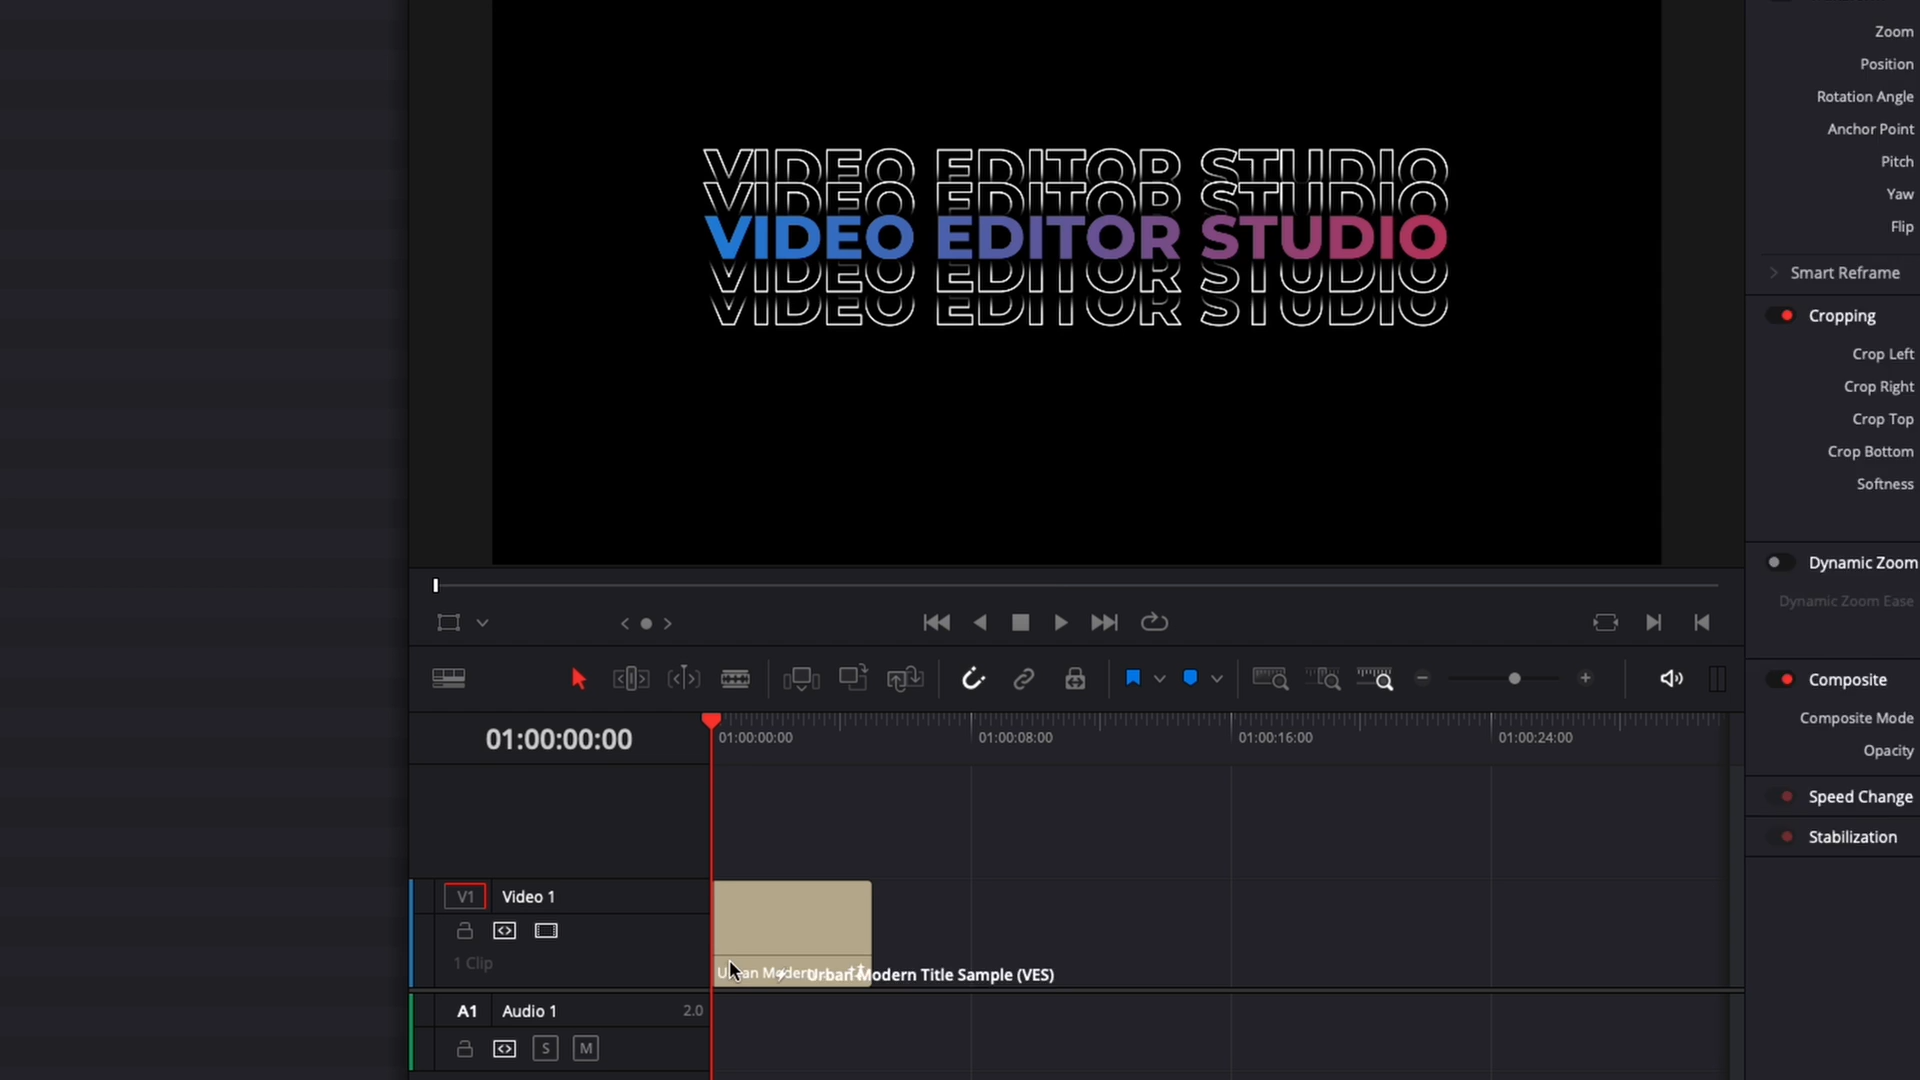 VIDEO EDITOR STUDIO
VIDEO EDITOR STUDIO
VIDEO EDITOR STUDIO
VIDEO EDITOR STUDIO
VIDEO EDITOR STUDIO
Zoom
Position
Rotation Angle
Anchor Point
Pitch
Yaw
Flip
Smart Reframe
Cropping
Crop Left
Crop Right
Crop Top
Crop Bottom
Softness
Dynamic Zoom
Dynamic Zoom Ease
Composite
Composite Mode
Opacity
Speed Change
Stabilization
01:00:00:00
01:00:00:00
01:00:08:00
01:00:16:00
01:00:24:00
V1
Video 1
1 Clip
Urban Modern Title Sample (VES)
A1
Audio 1
2.0
S
M